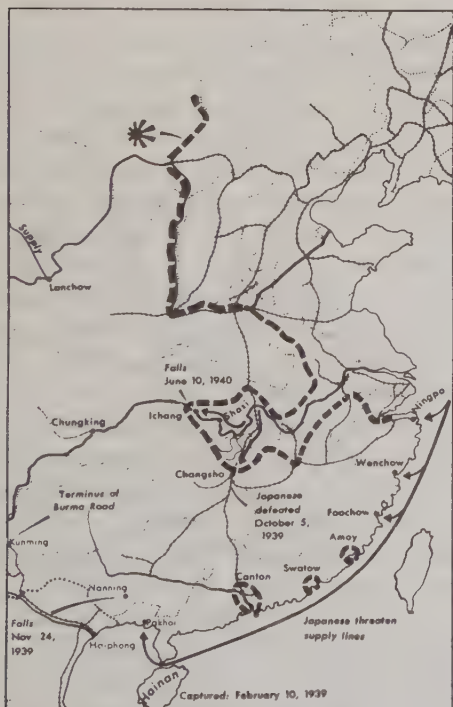 Supply
Lanchow
Falls
June 10, 1940
Ichang
Shasi
Chungking
Ningpo
Changsha
Wenchow
Terminus of
Burma Road
Japanese
defeated
October 5,
1939
Foochow
Amoy
Kunming
Canton
Swatow
Nanning
Falls
Nov 24,
1939
Pakhoi
Haiphong
Japanese threaten
supply lines
Hainan
Captured: February 10, 1939